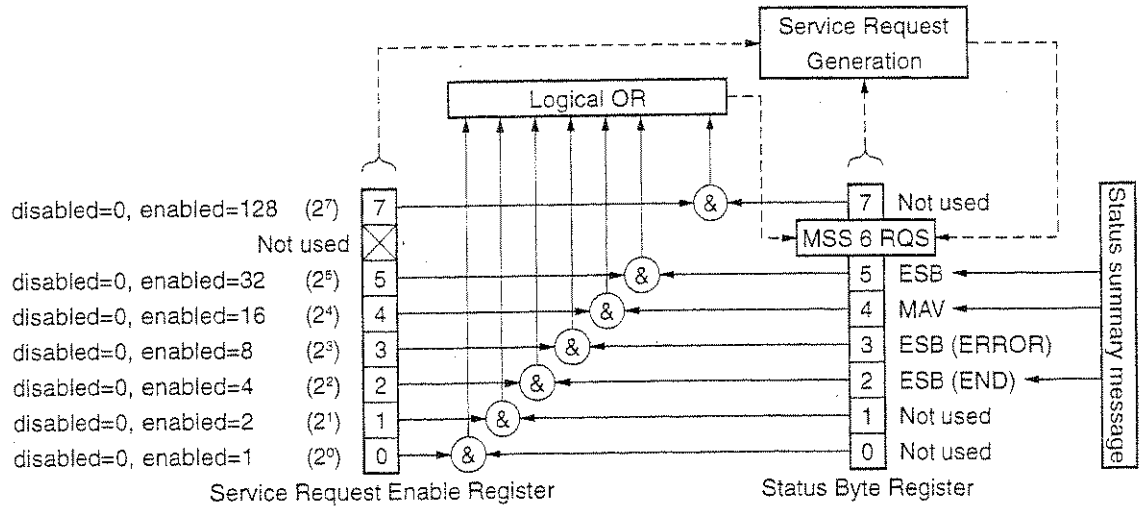 Service Request
Generation
Logical OR
disabled=0, enabled=128 (2⁷) 7 & 7 Not used
Not used MSS 6 RQS
disabled=0, enabled=32 (2⁵) 5 & 5 ESB
disabled=0, enabled=16 (2⁴) 4 & 4 MAV
disabled=0, enabled=8 (2³) 3 & 3 ESB (ERROR)
disabled=0, enabled=4 (2²) 2 & 2 ESB (END)
disabled=0, enabled=2 (2¹) 1 & 1 Not used
disabled=0, enabled=1 (2⁰) 0 & 0 Not used
Status summary message
Service Request Enable Register Status Byte Register